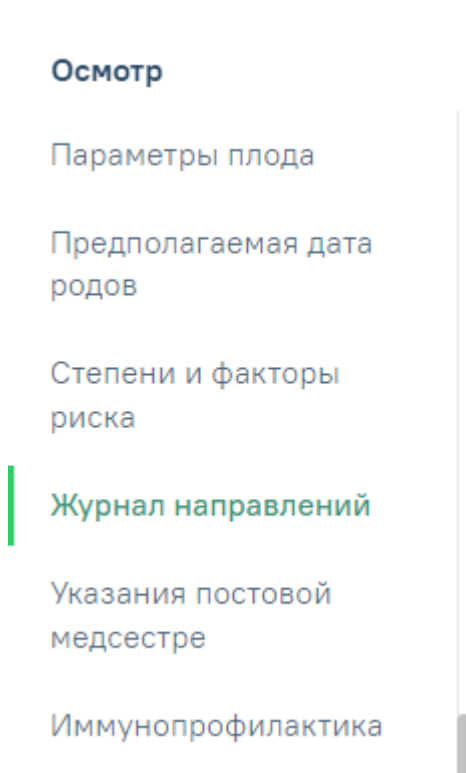 Осмотр
Параметры плода
Предполагаемая дата
родов
Степени и факторы
риска
Журнал направлений
Указания постовой
медсестре
Иммунопрофилактика